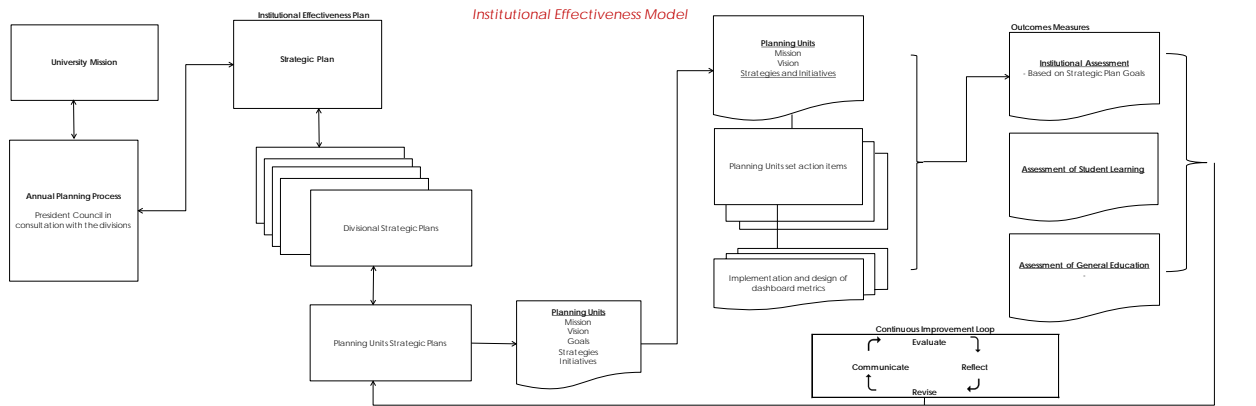 Institutional Effectiveness Model
University Mission
Annual Planning Process
President Council in
consultation with the divisions
Institutional Effectiveness Plan
Strategic Plan
Divisional Strategic Plans
Planning Units Strategic Plans
Planning Units
Mission
Vision
Goals
Strategies
Initiatives
Planning Units
Mission
Vision
Strategies and Initiatives
Planning Units set action items
Implementation and design of
dashboard metrics
Outcomes Measures
Institutional Assessment
- Based on Strategic Plan Goals
Assessment of Student Learning
Assessment of General Education
-
Continuous Improvement Loop
Evaluate
Communicate
Reflect
Revise